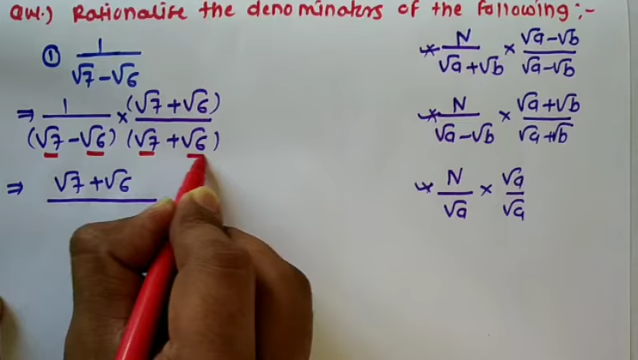 QW.) Rationalise the denominators of the following :-
① 1/(√7-√6)
⇒ 1/(√7-√6) × (√7+√6)/(√7+√6)
⇒ √7+√6
* N/(√a+√b) × (√a-√b)/(√a-√b)
* N/(√a-√b) × (√a+√b)/(√a+√b)
* N/√a × √a/√a